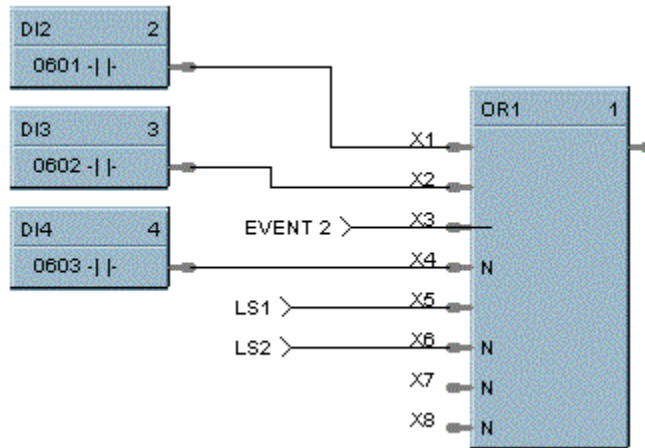 DI2 2
0601 -| |-
DI3 3
0602 -| |-
DI4 4
0603 -| |-
OR1 1
X1
X2
EVENT 2 X3
X4 N
LS1 X5
LS2 X6 N
X7 N
X8 N